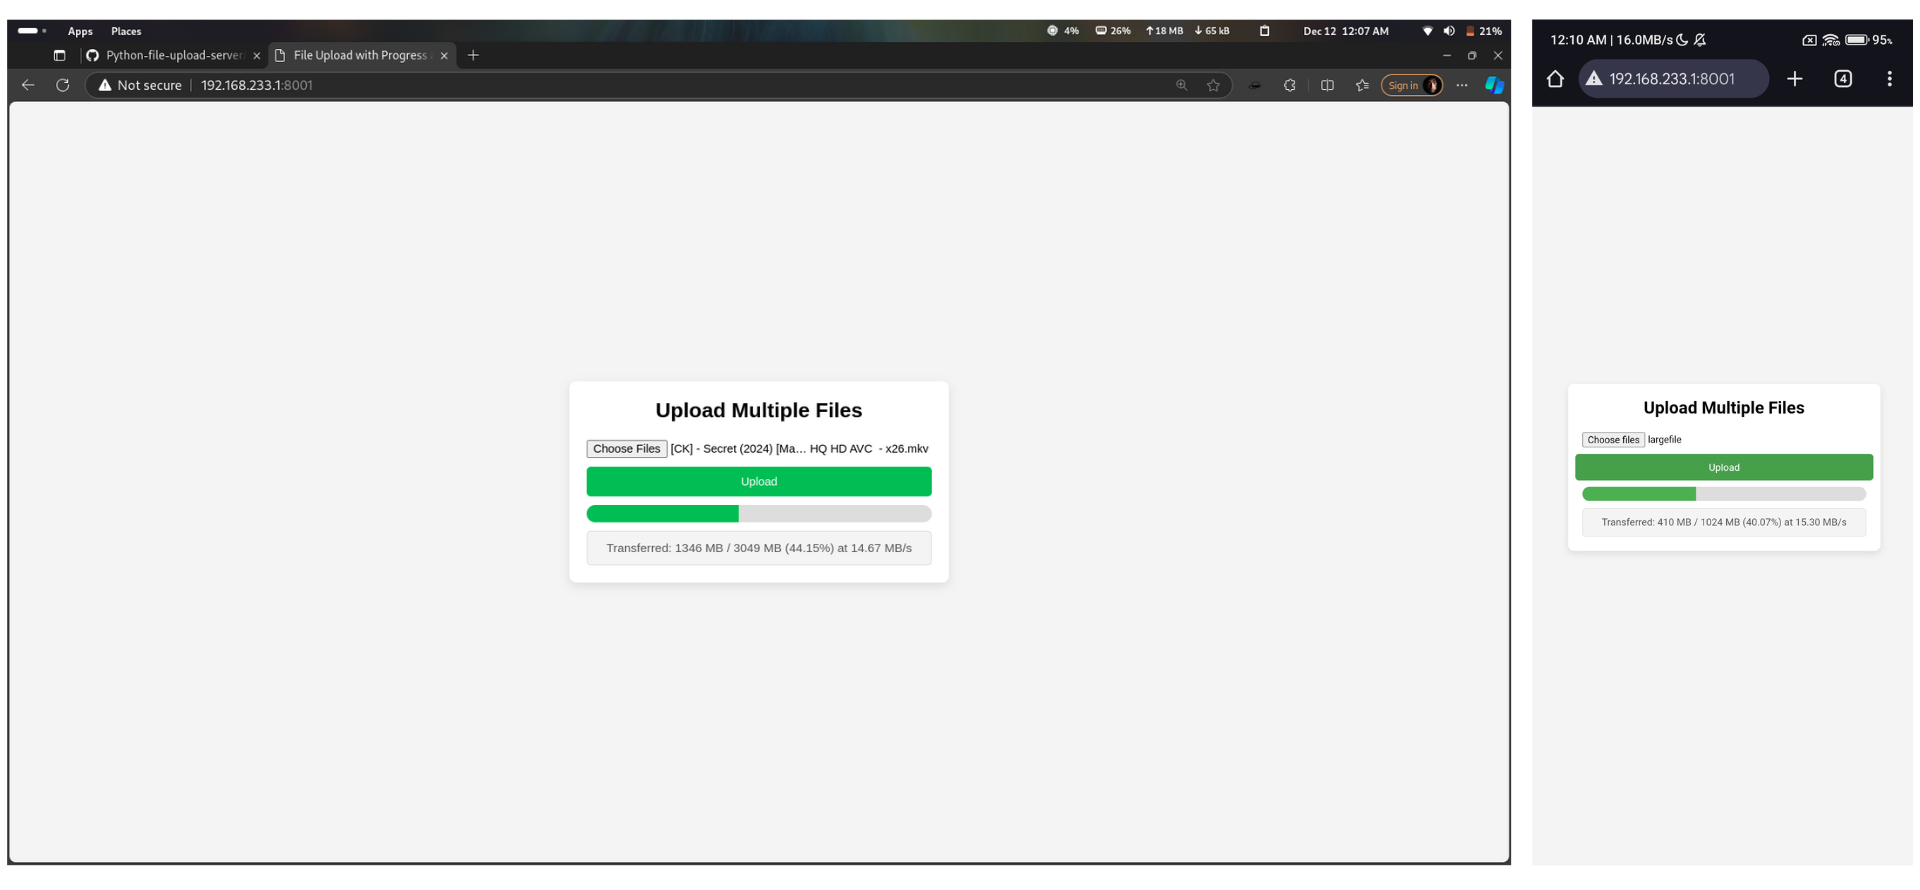 Apps Places
4% 26% ↑ 18 MB ↓ 65 kB Dec 12 12:07 AM 21%
Python-file-upload-server File Upload with Progress
Not secure 192.168.233.1:8001 Sign in
Upload Multiple Files
Choose Files [CK] - Secret (2024) [Ma... HQ HD AVC - x26.mkv
Upload
Transferred: 1346 MB / 3049 MB (44.15%) at 14.67 MB/s
12:10 AM | 16.0MB/s 95%
192.168.233.1:8001 4
Upload Multiple Files
Choose files largefile
Upload
Transferred: 410 MB / 1024 MB (40.07%) at 15.30 MB/s